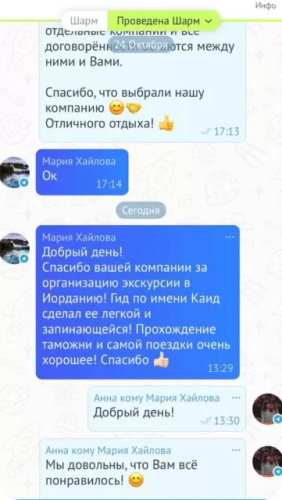 Инфо
Шарм
Проведена Шарм
отдельные компании и все
24 Октября
ними и Вами.
Спасибо, что выбрали нашу
компанию 😊🤝
Отличного отдыха! 👍
17:13
Мария Хайлова
Ок
17:14
Сегодня
Мария Хайлова
Добрый день!
Спасибо вашей компании за
организацию экскурсии в
Иорданию! Гид по имени Каид
сделал ее легкой и
запинающейся! Прохождение
таможни и самой поездки очень
хорошее! Спасибо 👍🏻
13:29
Анна кому Мария Хайлова
Добрый день!
13:30
Анна кому Мария Хайлова
Мы довольны, что Вам всё
понравилось! 😊